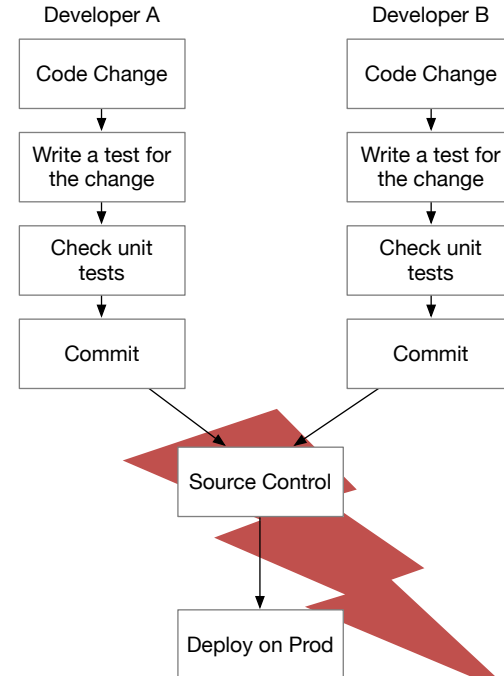 Developer A
Developer B
Code Change
Code Change
Write a test for
the change
Write a test for
the change
Check unit
tests
Check unit
tests
Commit
Commit
Source Control
Deploy on Prod